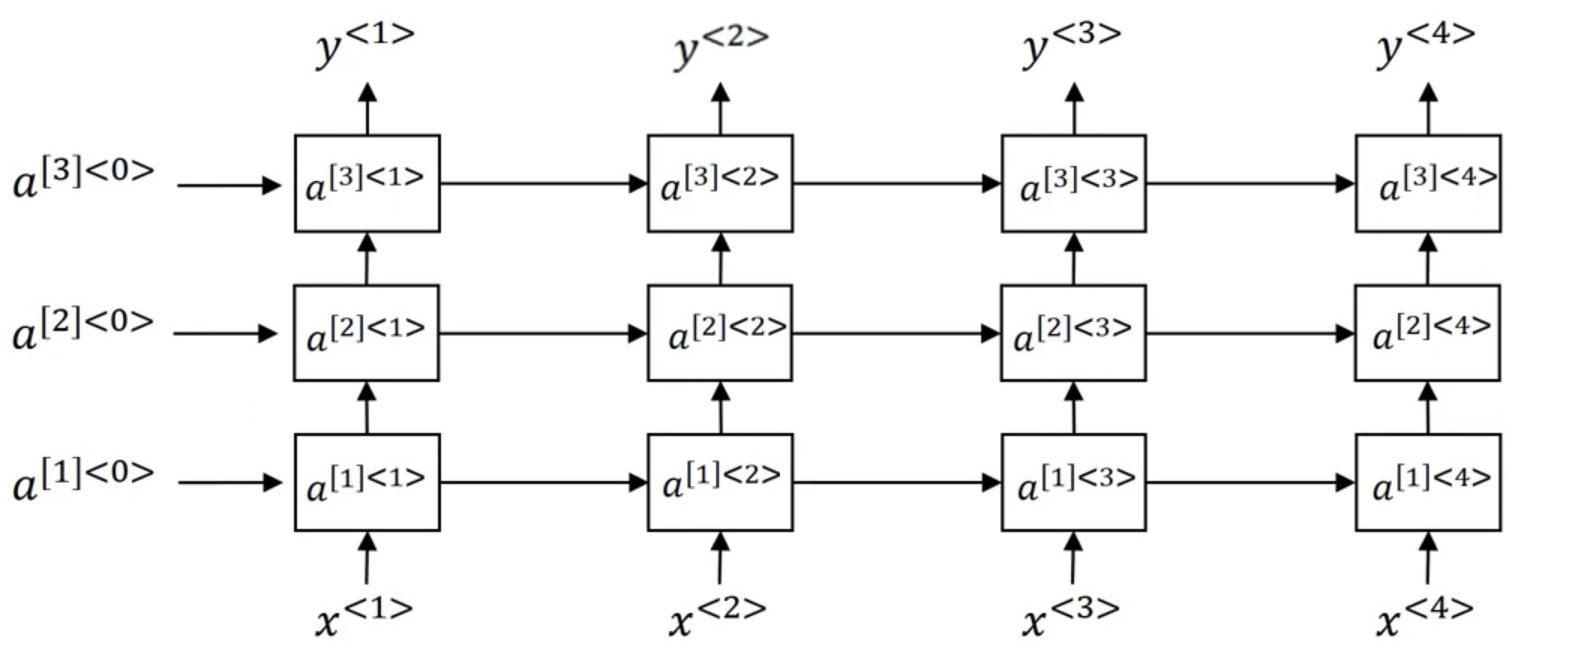 y<1> y<2> y<3> y<4>
a[3]<0> a[3]<1> a[3]<2> a[3]<3> a[3]<4>
a[2]<0> a[2]<1> a[2]<2> a[2]<3> a[2]<4>
a[1]<0> a[1]<1> a[1]<2> a[1]<3> a[1]<4>
x<1> x<2> x<3> x<4>